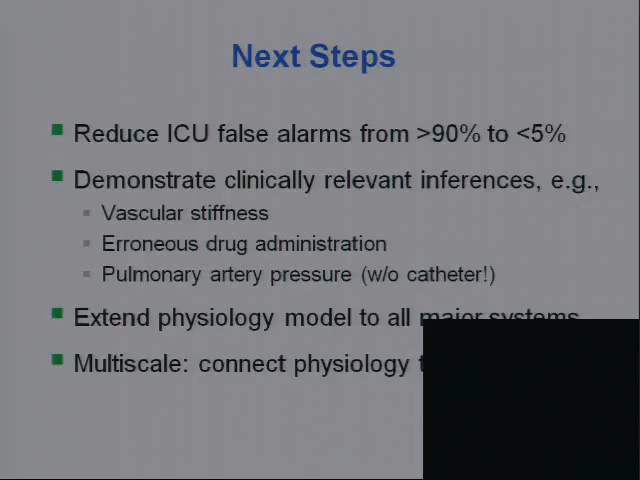 Next Steps
Reduce ICU false alarms from >90% to <5%
Demonstrate clinically relevant inferences, e.g.,
Vascular stiffness
Erroneous drug administration
Pulmonary artery pressure (w/o catheter!)
Extend physiology model to all major systems
Multiscale: connect physiology